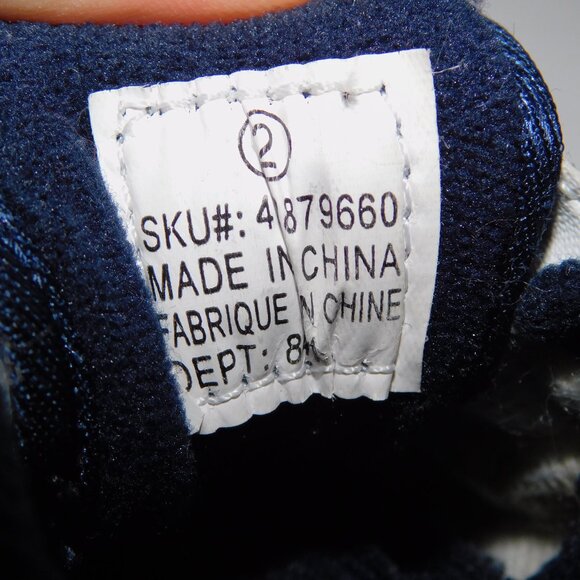 ②
SKU#: 4879660
MADE IN CHINA
FABRIQUE N CHINE
DEPT: